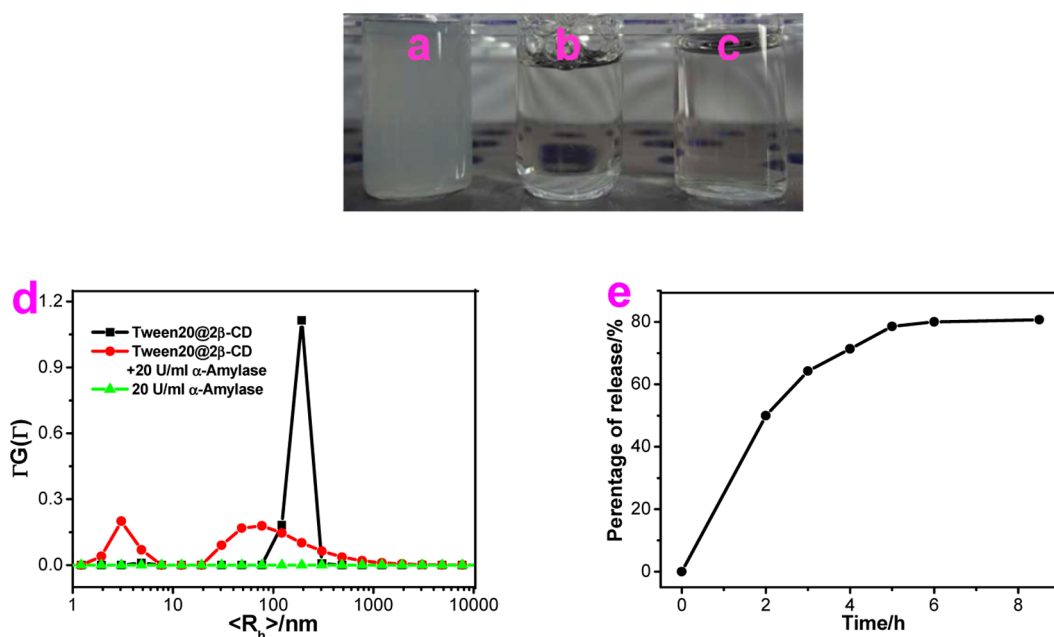 a b c
d
1.2
0.9
0.6
0.3
0.0
ΓG(Γ)
Tween20@2β-CD
Tween20@2β-CD
+20 U/ml α-Amylase
20 U/ml α-Amylase
1 10 100 1000 10000
<R_h>/nm
e
80
60
40
20
0
Perentage of release/%
0 2 4 6 8
Time/h